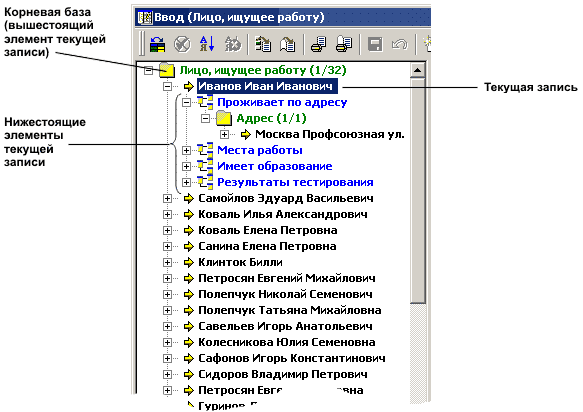 Корневая база
(вышестоящий
элемент текущей
записи)
Ввод (Лицо, ищущее работу)
Лицо, ищущее работу (1/32)
Иванов Иван Иванович
Текущая запись
Проживает по адресу
Адрес (1/1)
Нижестоящие
элементы
текущей
записи
Москва Профсоюзная ул.
Места работы
Имеет образование
Результаты тестирования
Самойлов Эдуард Васильевич
Коваль Илья Александрович
Коваль Елена Петровна
Санина Елена Петровна
Клинток Билли
Петросян Евгений Михайлович
Полепчук Николай Семенович
Полепчук Татьяна Михайловна
Савельев Игорь Анатольевич
Колесникова Юлия Семеновна
Сафонов Игорь Константинович
Сидоров Владимир Петрович
Петросян